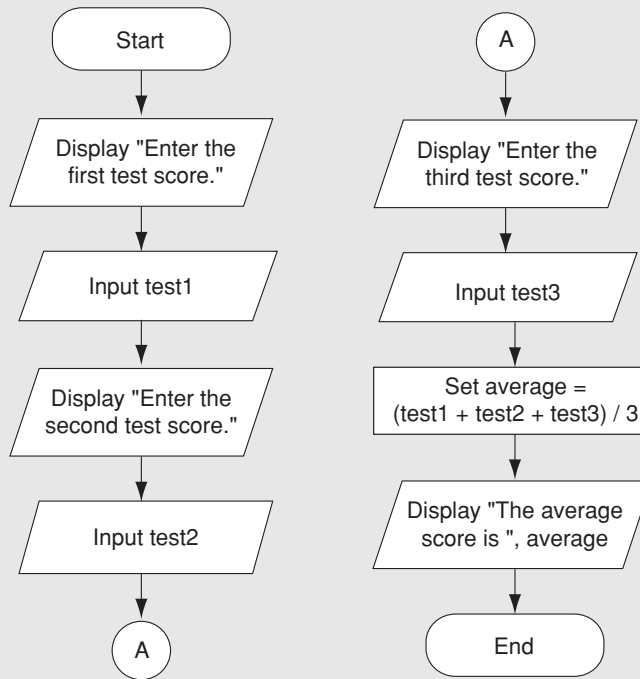 Start
Display "Enter the
first test score."
Input test1
Display "Enter the
second test score."
Input test2
A
A
Display "Enter the
third test score."
Input test3
Set average =
(test1 + test2 + test3) / 3
Display "The average
score is ", average
End